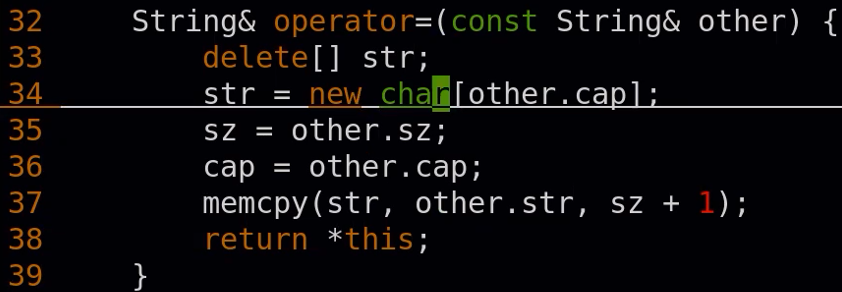 32     String& operator=(const String& other) {
33         delete[] str;
34         str = new char[other.cap];
35         sz = other.sz;
36         cap = other.cap;
37         memcpy(str, other.str, sz + 1);
38         return *this;
39     }